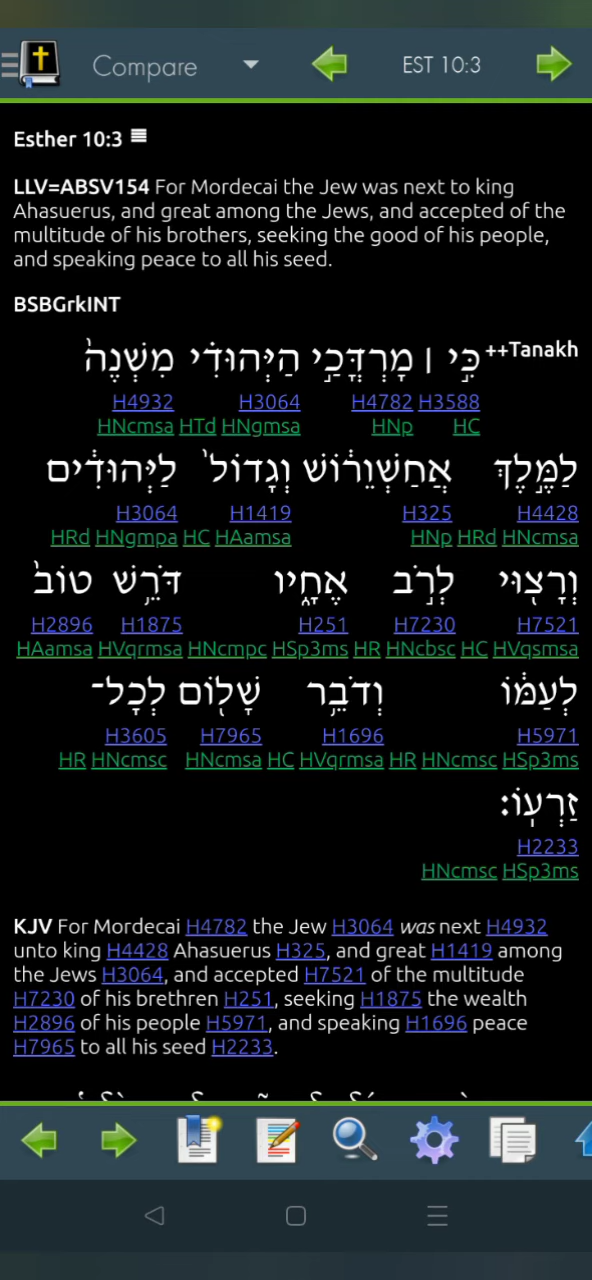 Compare EST 10:3
Esther 10:3
LLV=ABSV154 For Mordecai the Jew was next to king
Ahasuerus, and great among the Jews, and accepted of the
multitude of his brothers, seeking the good of his people,
and speaking peace to all his seed.
BSBGrkINT
++Tanakh כִּ֣י ׀ מָרְדֳּכַ֣י הַיְּהוּדִ֗י מִשְׁנֶה֙
H4932 H3064 H4782 H3588
HNcmsa HTd HNgmsa HNp HC
לַמֶּ֣לֶךְ אֲחַשְׁוֵר֔וֹשׁ וְגָדוֹל֙ לַיְּהוּדִ֔ים
H3064 H1419 H325 H4428
HRd HNgmpa HC HAamsa HNp HRd HNcmsa
וְרָצ֖וּי לְרֹ֣ב אֶחָ֑יו דֹּרֵ֥שׁ טוֹב֙
H2896 H1875 H251 H7230 H7521
HAamsa HVqrmsa HNcmpc HSp3ms HR HNcbsc HC HVqsmsa
לְעַמּ֔וֹ וְדֹבֵ֥ר שָׁל֖וֹם לְכָל־
H3605 H7965 H1696 H5971
HR HNcmsc HNcmsa HC HVqrmsa HR HNcmsc HSp3ms
זַרְעֽוֹ׃
H2233
HNcmsc HSp3ms
KJV For Mordecai H4782 the Jew H3064 was next H4932
unto king H4428 Ahasuerus H325, and great H1419 among
the Jews H3064, and accepted H7521 of the multitude
H7230 of his brethren H251, seeking H1875 the wealth
H2896 of his people H5971, and speaking H1696 peace
H7965 to all his seed H2233.